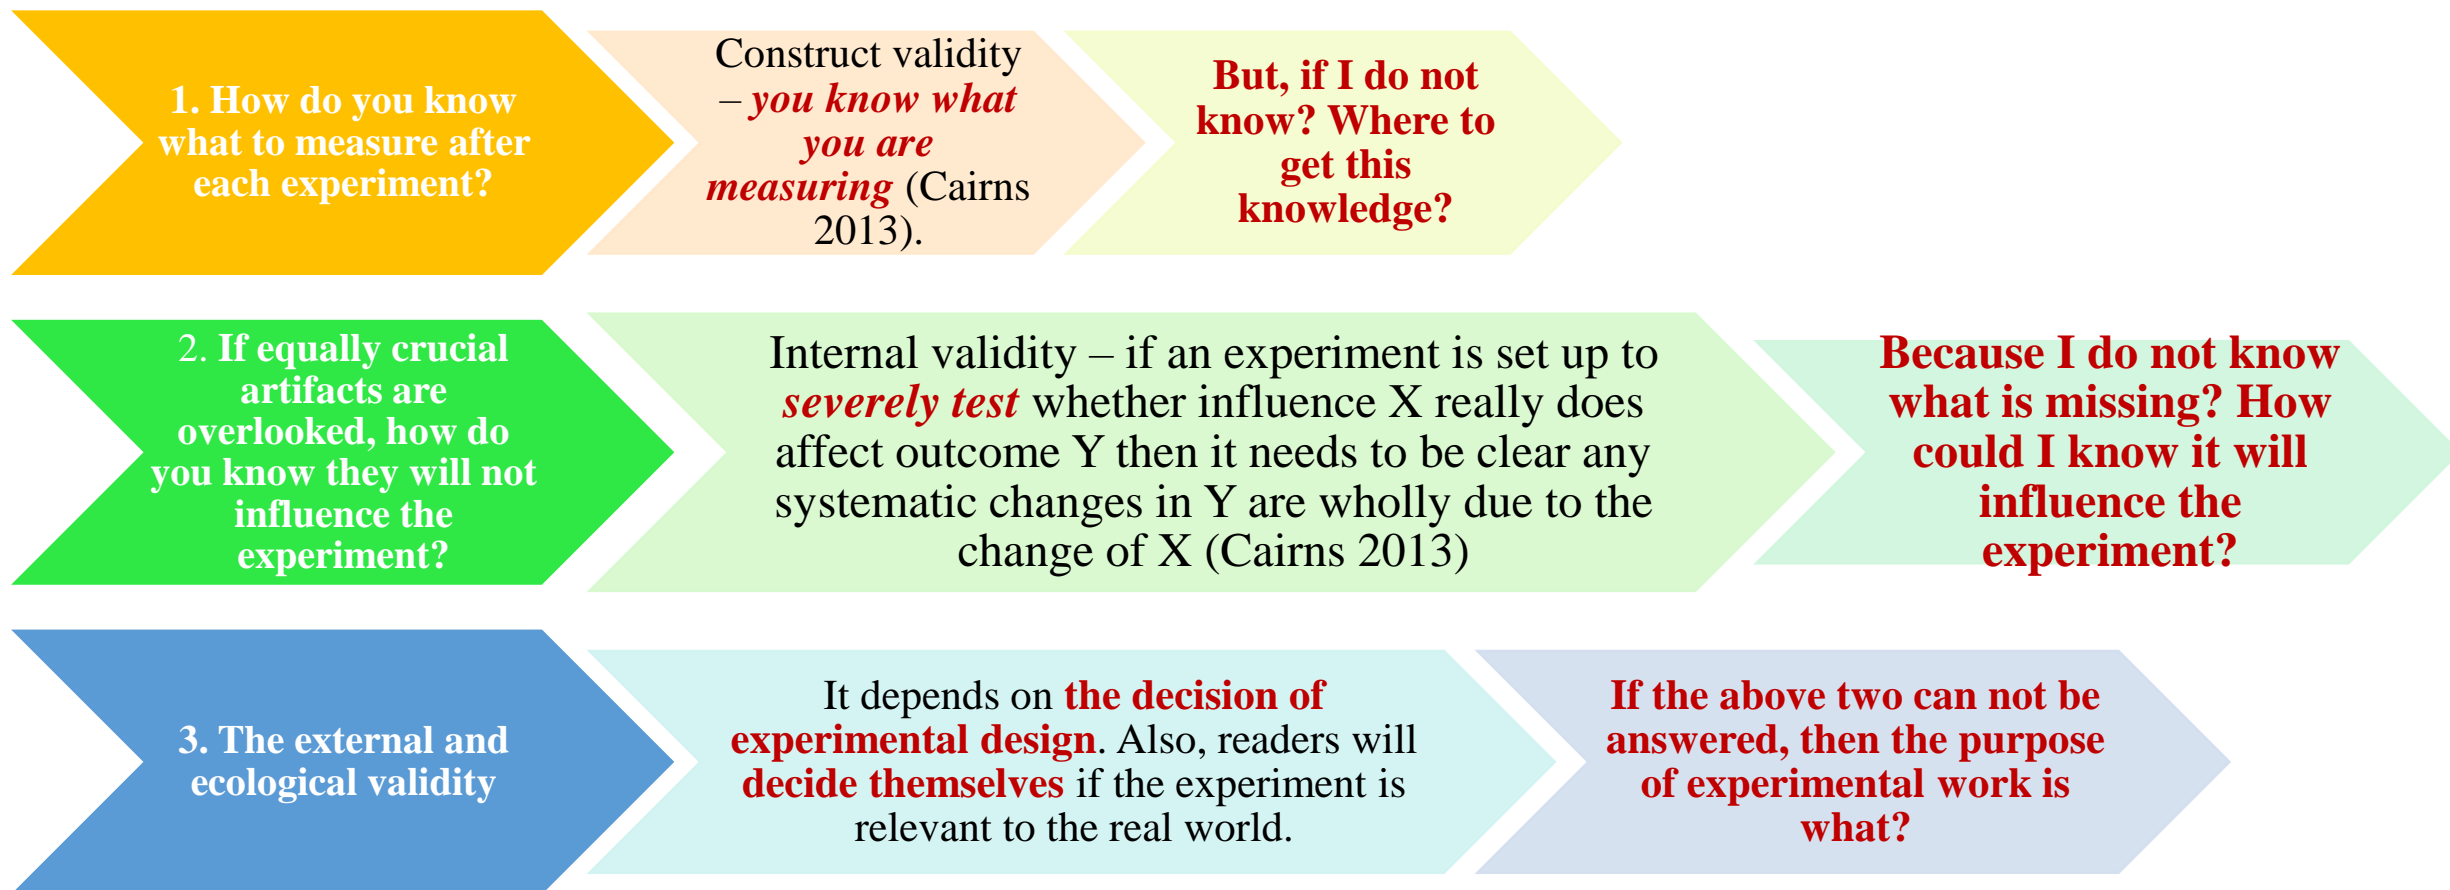 1. How do you know
what to measure after
each experiment?
Construct validity
– you know what
you are
measuring (Cairns
2013).
But, if I do not
know? Where to
get this
knowledge?
2. If equally crucial
artifacts are
overlooked, how do
you know they will not
influence the
experiment?
Internal validity – if an experiment is set up to
severely test whether influence X really does
affect outcome Y then it needs to be clear any
systematic changes in Y are wholly due to the
change of X (Cairns 2013)
Because I do not know
what is missing? How
could I know it will
influence the
experiment?
3. The external and
ecological validity
It depends on the decision of
experimental design. Also, readers will
decide themselves if the experiment is
relevant to the real world.
If the above two can not be
answered, then the purpose
of experimental work is
what?